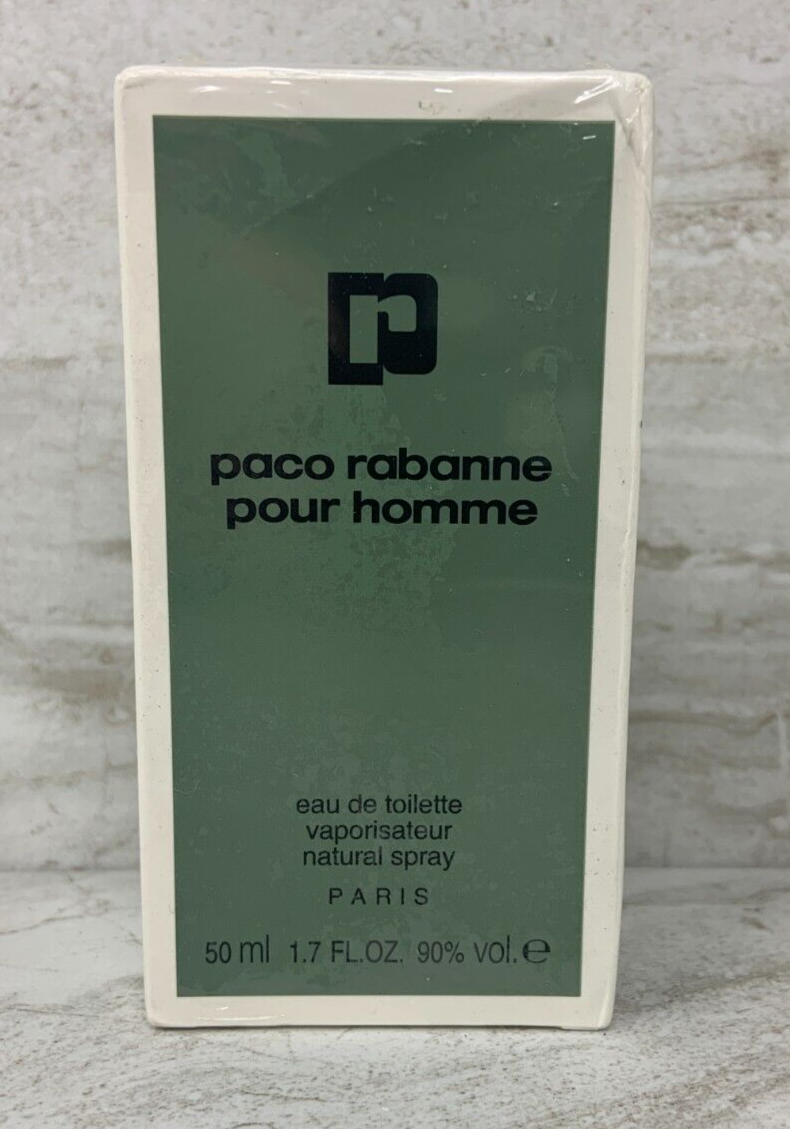 pr
paco rabanne
pour homme
eau de toilette
vaporisateur
natural spray
PARIS
50 ml 1.7 FL.OZ. 90% vol. ℮